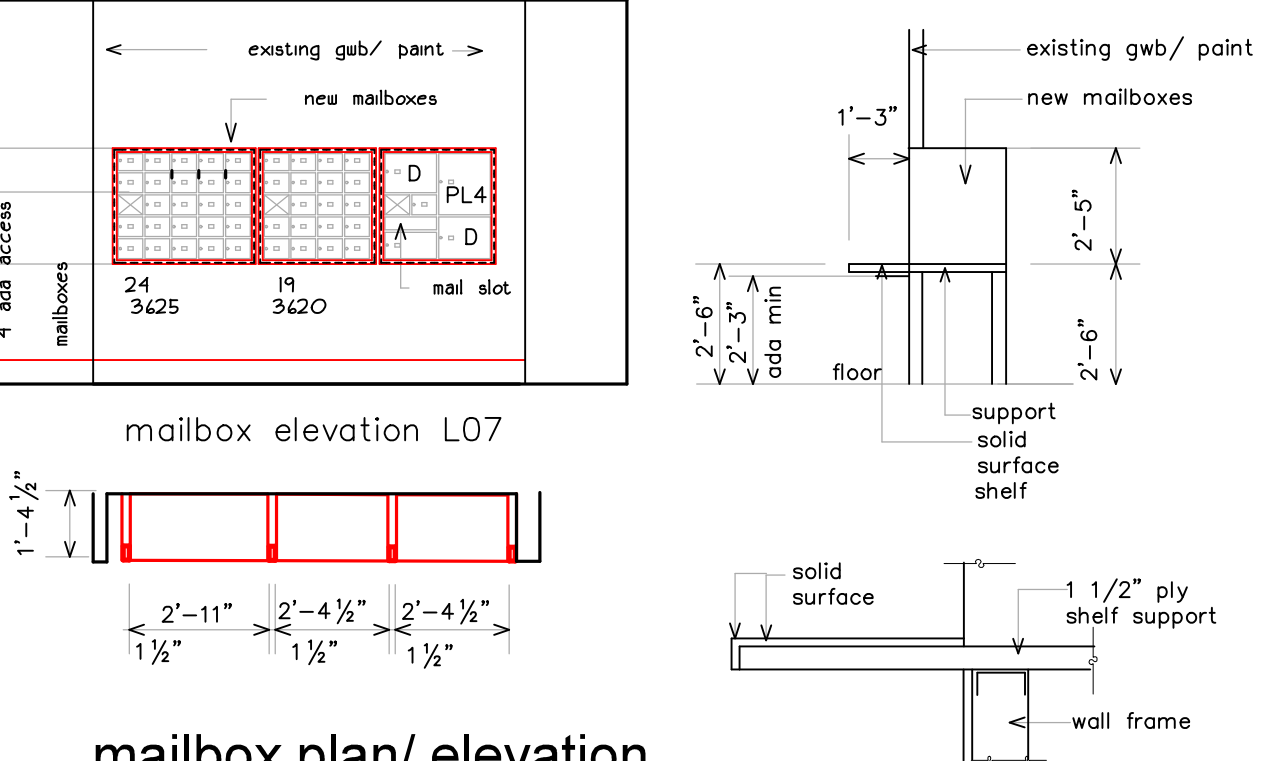 existing gwb/ paint
new mailboxes
D
PL4
D
4 ada access
mailboxes
24
3625
19
3620
mail slot
mailbox elevation L07
1'-4 ½"
2'-11"
2'-4 ½"
2'-4 ½"
1 ½"
1 ½"
1 ½"
mailbox plan/ elevation
existing gwb/ paint
new mailboxes
1'-3"
2'-5"
2'-6"
2'-3"
ada min
2'-6"
floor
support
solid
surface
shelf
solid
surface
1 1/2" ply
shelf support
wall frame